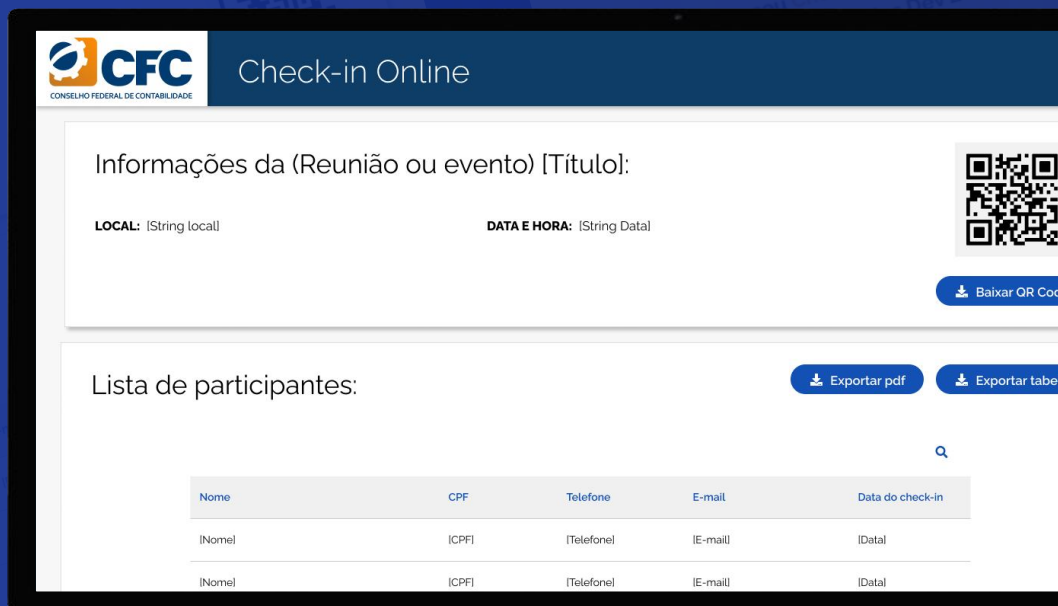 CFC
CONSELHO FEDERAL DE CONTABILIDADE
Check-in Online
Informações da (Reunião ou evento) [Título]:
LOCAL: [String local]
DATA E HORA: [String Data]
Baixar QR Cod
Lista de participantes:
Exportar pdf
Exportar tabe
Nome CPF Telefone E-mail Data do check-in
[Nome] [CPF] [Telefone] [E-mail] [Data]
[Nome] [CPF] [Telefone] [E-mail] [Data]